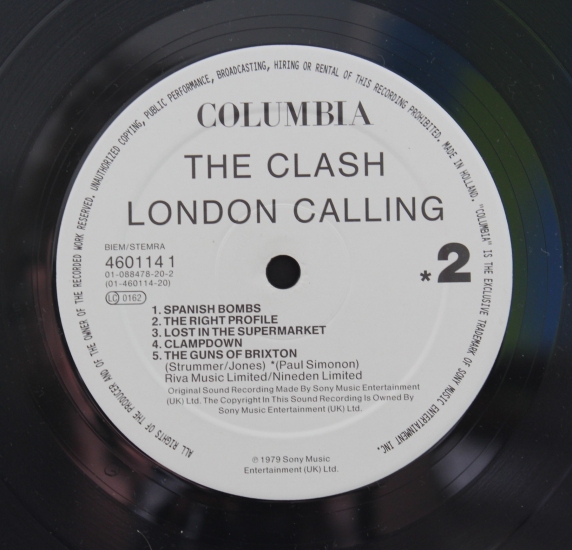 ALL RIGHTS OF THE PRODUCER AND OF THE OWNER OF THE RECORDED WORK RESERVED. UNAUTHORIZED COPYING, PUBLIC PERFORMANCE, BROADCASTING, HIRING OR RENTAL OF THIS RECORDING PROHIBITED. MADE IN HOLLAND. "COLUMBIA" IS THE EXCLUSIVE TRADEMARK OF SONY MUSIC ENTERTAINMENT INC.
COLUMBIA
THE CLASH
LONDON CALLING
BIEM/STEMRA
460114 1
01-088478-20-2
(01-460114-20)
LC 0162
*2
1. SPANISH BOMBS
2. THE RIGHT PROFILE
3. LOST IN THE SUPERMARKET
4. CLAMPDOWN
5. THE GUNS OF BRIXTON
(Strummer/Jones) *(Paul Simonon)
Riva Music Limited/Nineden Limited
Original Sound Recording Made By Sony Music Entertainment
(UK) Ltd. The Copyright In This Sound Recording Is Owned By
Sony Music Entertainment (UK) Ltd.
℗ 1979 Sony Music
Entertainment (UK) Ltd.